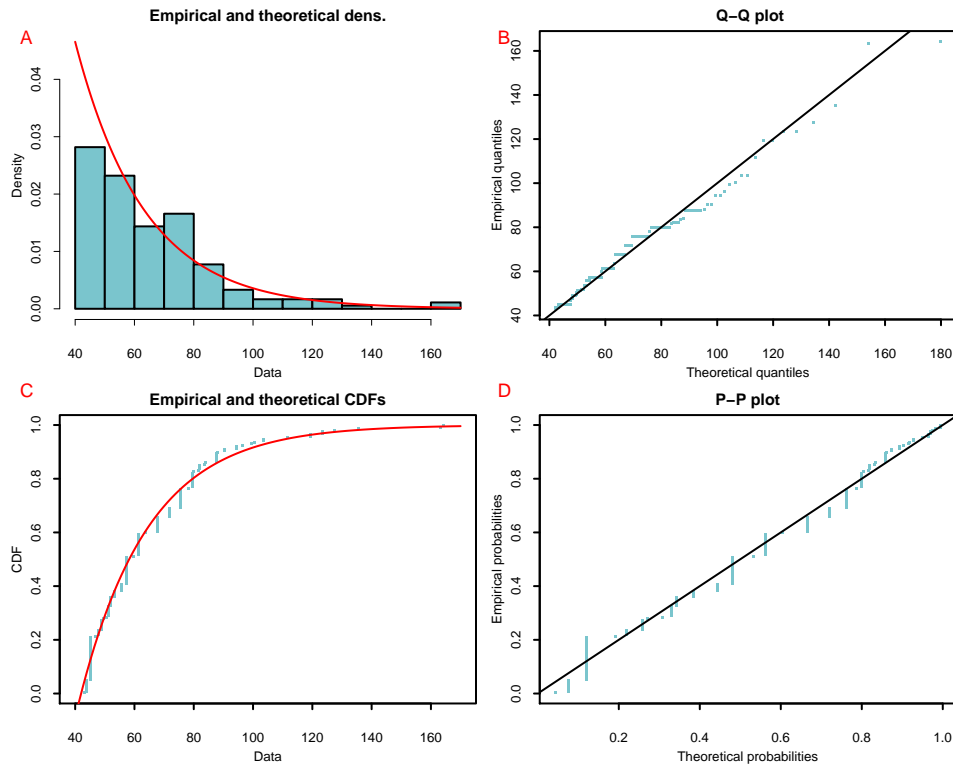 Empirical and theoretical dens.
A
0.00 0.01 0.02 0.03 0.04
Density
40 60 80 100 120 140 160
Data
Q−Q plot
B
40 60 80 100 120 140 160
Empirical quantiles
40 60 80 100 120 140 160 180
Theoretical quantiles
C
Empirical and theoretical CDFs
0.0 0.2 0.4 0.6 0.8 1.0
CDF
40 60 80 100 120 140 160
Data
D
P−P plot
0.0 0.2 0.4 0.6 0.8 1.0
Empirical probabilities
0.2 0.4 0.6 0.8 1.0
Theoretical probabilities